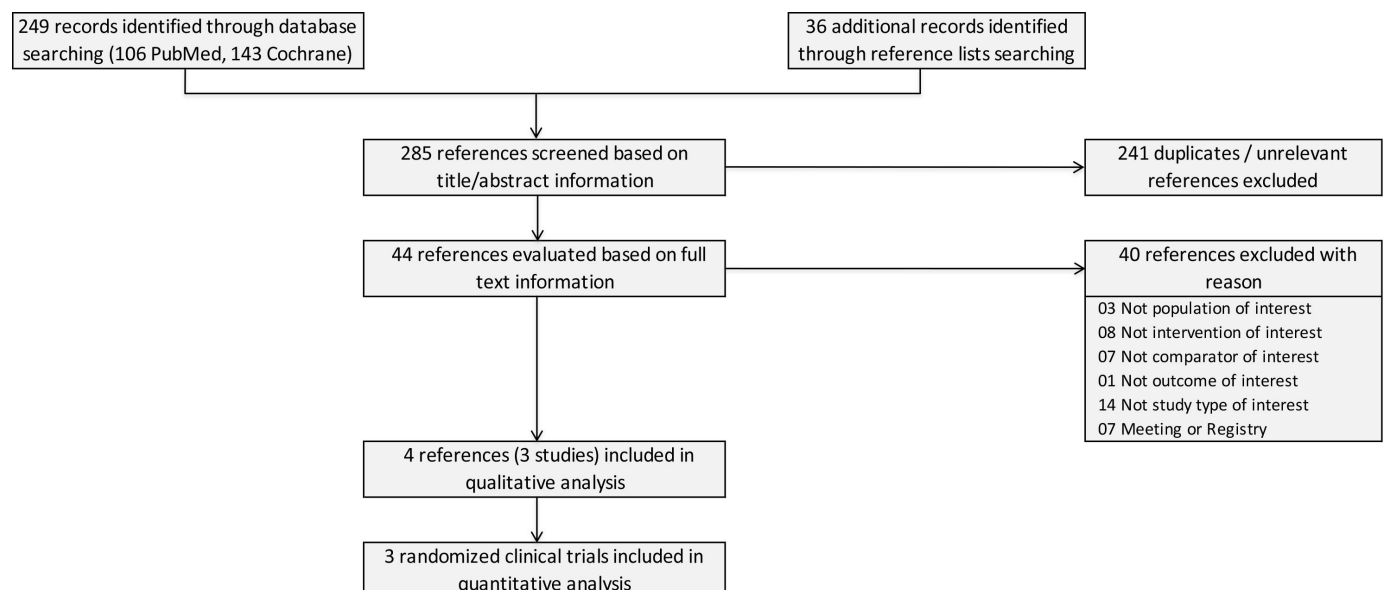 249 records identified through database
searching (106 PubMed, 143 Cochrane)
36 additional records identified
through reference lists searching
285 references screened based on
title/abstract information
241 duplicates / unrelevant
references excluded
44 references evaluated based on full
text information
40 references excluded with
reason
03 Not population of interest
08 Not intervention of interest
07 Not comparator of interest
01 Not outcome of interest
14 Not study type of interest
07 Meeting or Registry
4 references (3 studies) included in
qualitative analysis
3 randomized clinical trials included in
quantitative analysis